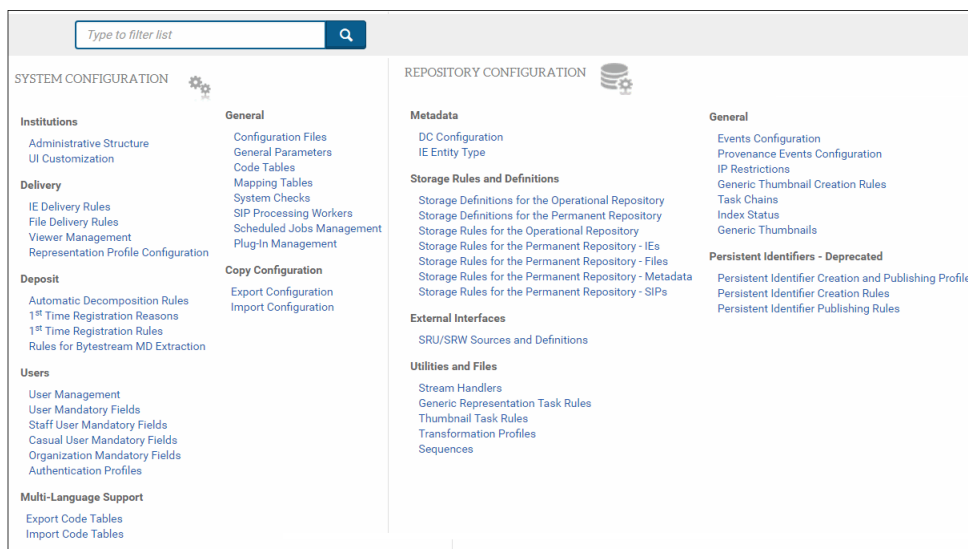 Type to filter list
SYSTEM CONFIGURATION
Institutions
Administrative Structure
UI Customization
Delivery
IE Delivery Rules
File Delivery Rules
Viewer Management
Representation Profile Configuration
Deposit
Automatic Decomposition Rules
1st Time Registration Reasons
1st Time Registration Rules
Rules for Bytestream MD Extraction
Users
User Management
User Mandatory Fields
Staff User Mandatory Fields
Casual User Mandatory Fields
Organization Mandatory Fields
Authentication Profiles
Multi-Language Support
Export Code Tables
Import Code Tables
General
Configuration Files
General Parameters
Code Tables
Mapping Tables
System Checks
SIP Processing Workers
Scheduled Jobs Management
Plug-In Management
Copy Configuration
Export Configuration
Import Configuration
REPOSITORY CONFIGURATION
Metadata
DC Configuration
IE Entity Type
Storage Rules and Definitions
Storage Definitions for the Operational Repository
Storage Definitions for the Permanent Repository
Storage Rules for the Operational Repository
Storage Rules for the Permanent Repository - IEs
Storage Rules for the Permanent Repository - Files
Storage Rules for the Permanent Repository - Metadata
Storage Rules for the Permanent Repository - SIPs
External Interfaces
SRU/SRW Sources and Definitions
Utilities and Files
Stream Handlers
Generic Representation Task Rules
Thumbnail Task Rules
Transformation Profiles
Sequences
General
Events Configuration
Provenance Events Configuration
IP Restrictions
Generic Thumbnail Creation Rules
Task Chains
Index Status
Generic Thumbnails
Persistent Identifiers - Deprecated
Persistent Identifier Creation and Publishing Profile
Persistent Identifier Creation Rules
Persistent Identifier Publishing Rules